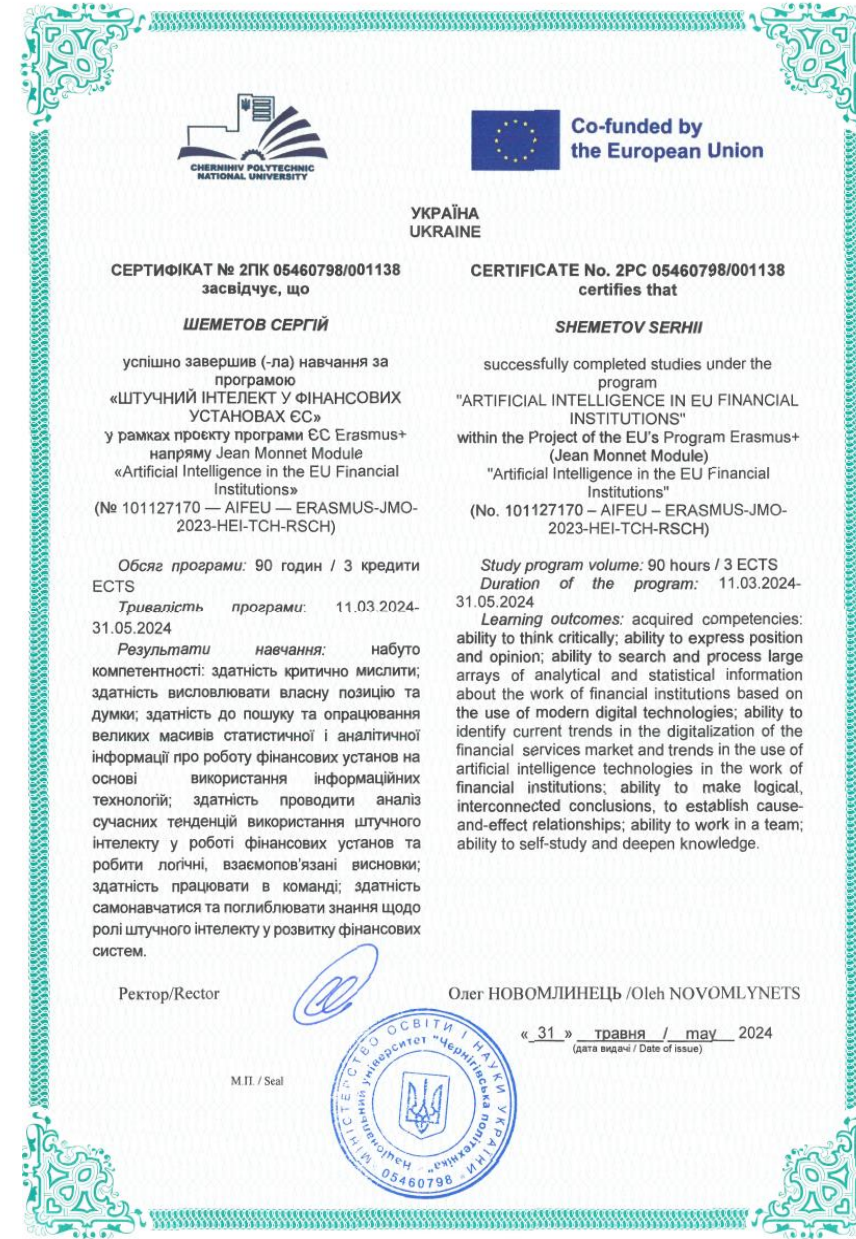 CHERNIHIV POLYTECHNIC
NATIONAL UNIVERSITY
Co-funded by
the European Union
УКРАЇНА
UKRAINE
СЕРТИФІКАТ № 2ПК 05460798/001138
засвідчує, що
ШЕМЕТОВ СЕРГІЙ
успішно завершив (-ла) навчання за
програмою
«ШТУЧНИЙ ІНТЕЛЕКТ У ФІНАНСОВИХ
УСТАНОВАХ ЄС»
у рамках проєкту програми ЄС Erasmus+
напряму Jean Monnet Module
«Artificial Intelligence in the EU Financial
Institutions»
(№ 101127170 — AIFEU — ERASMUS-JMO-
2023-HEI-TCH-RSCH)
Обсяг програми: 90 годин / 3 кредити
ECTS
Тривалість програми: 11.03.2024-
31.05.2024
Результати навчання: набуто
компетентності: здатність критично мислити;
здатність висловлювати власну позицію та
думки; здатність до пошуку та опрацювання
великих масивів статистичної і аналітичної
інформації про роботу фінансових установ на
основі використання інформаційних
технологій; здатність проводити аналіз
сучасних тенденцій використання штучного
інтелекту у роботі фінансових установ та
робити логічні, взаємопов'язані висновки;
здатність працювати в команді; здатність
самонавчатися та поглиблювати знання щодо
ролі штучного інтелекту у розвитку фінансових
систем.
CERTIFICATE No. 2PC 05460798/001138
certifies that
SHEMETOV SERHII
successfully completed studies under the
program
"ARTIFICIAL INTELLIGENCE IN EU FINANCIAL
INSTITUTIONS"
within the Project of the EU's Program Erasmus+
(Jean Monnet Module)
"Artificial Intelligence in the EU Financial
Institutions"
(No. 101127170 – AIFEU – ERASMUS-JMO-
2023-HEI-TCH-RSCH)
Study program volume: 90 hours / 3 ECTS
Duration of the program: 11.03.2024-
31.05.2024
Learning outcomes: acquired competencies:
ability to think critically; ability to express position
and opinion; ability to search and process large
arrays of analytical and statistical information
about the work of financial institutions based on
the use of modern digital technologies; ability to
identify current trends in the digitalization of the
financial services market and trends in the use of
artificial intelligence technologies in the work of
financial institutions; ability to make logical,
interconnected conclusions, to establish cause-
and-effect relationships; ability to work in a team;
ability to self-study and deepen knowledge.
Ректор/Rector
Олег НОВОМЛИНЕЦЬ /Oleh NOVOMLYNETS
« 31 » травня / may 2024
(дата видачі / Date of issue)
М.П. / Seal
МІНІСТЕРСТВО ОСВІТИ І НАУКИ УКРАЇНИ
Національний університет "Чернігівська політехніка"
05460798